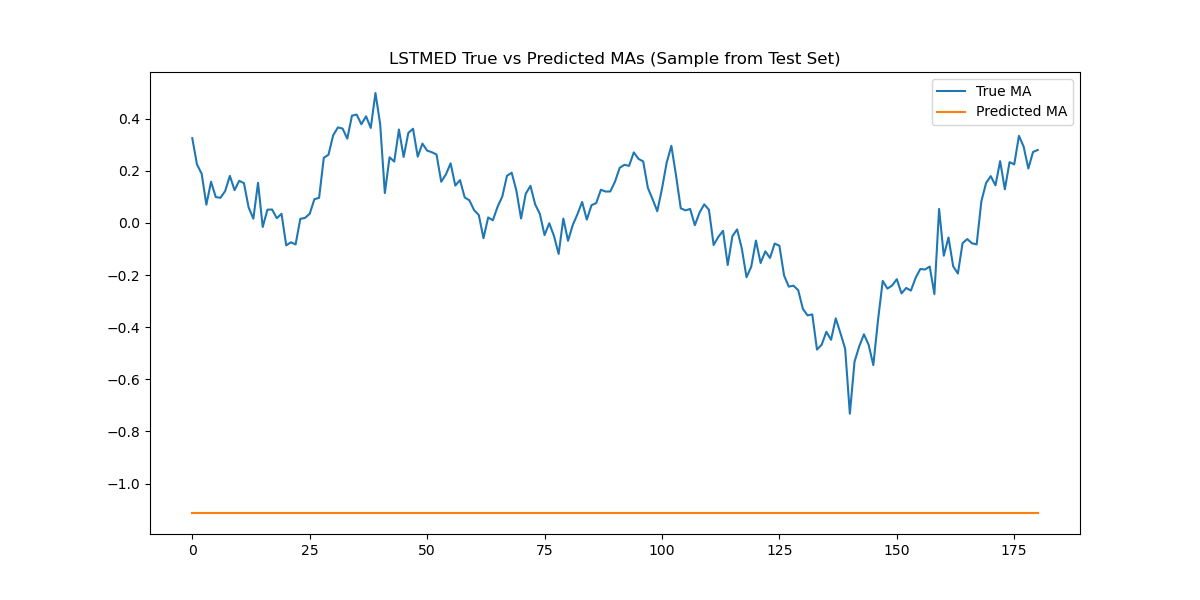 LSTMED True vs Predicted MAs (Sample from Test Set)
True MA
Predicted MA
0.4
0.2
0.0
−0.2
−0.4
−0.6
−0.8
−1.0
0 25 50 75 100 125 150 175